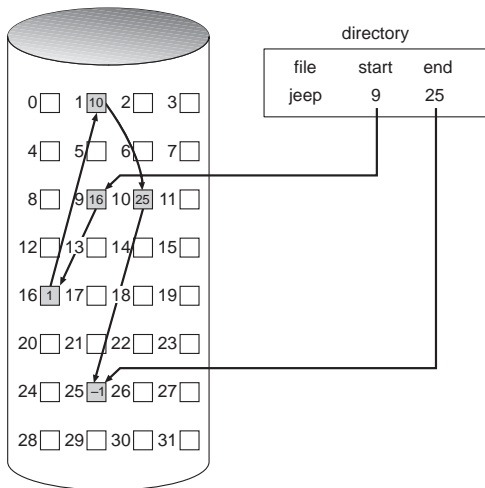 directory
file start end
jeep 9 25
0 1 10 2 3
4 5 6 7
8 9 16 10 25 11
12 13 14 15
16 1 17 18 19
20 21 22 23
24 25 –1 26 27
28 29 30 31